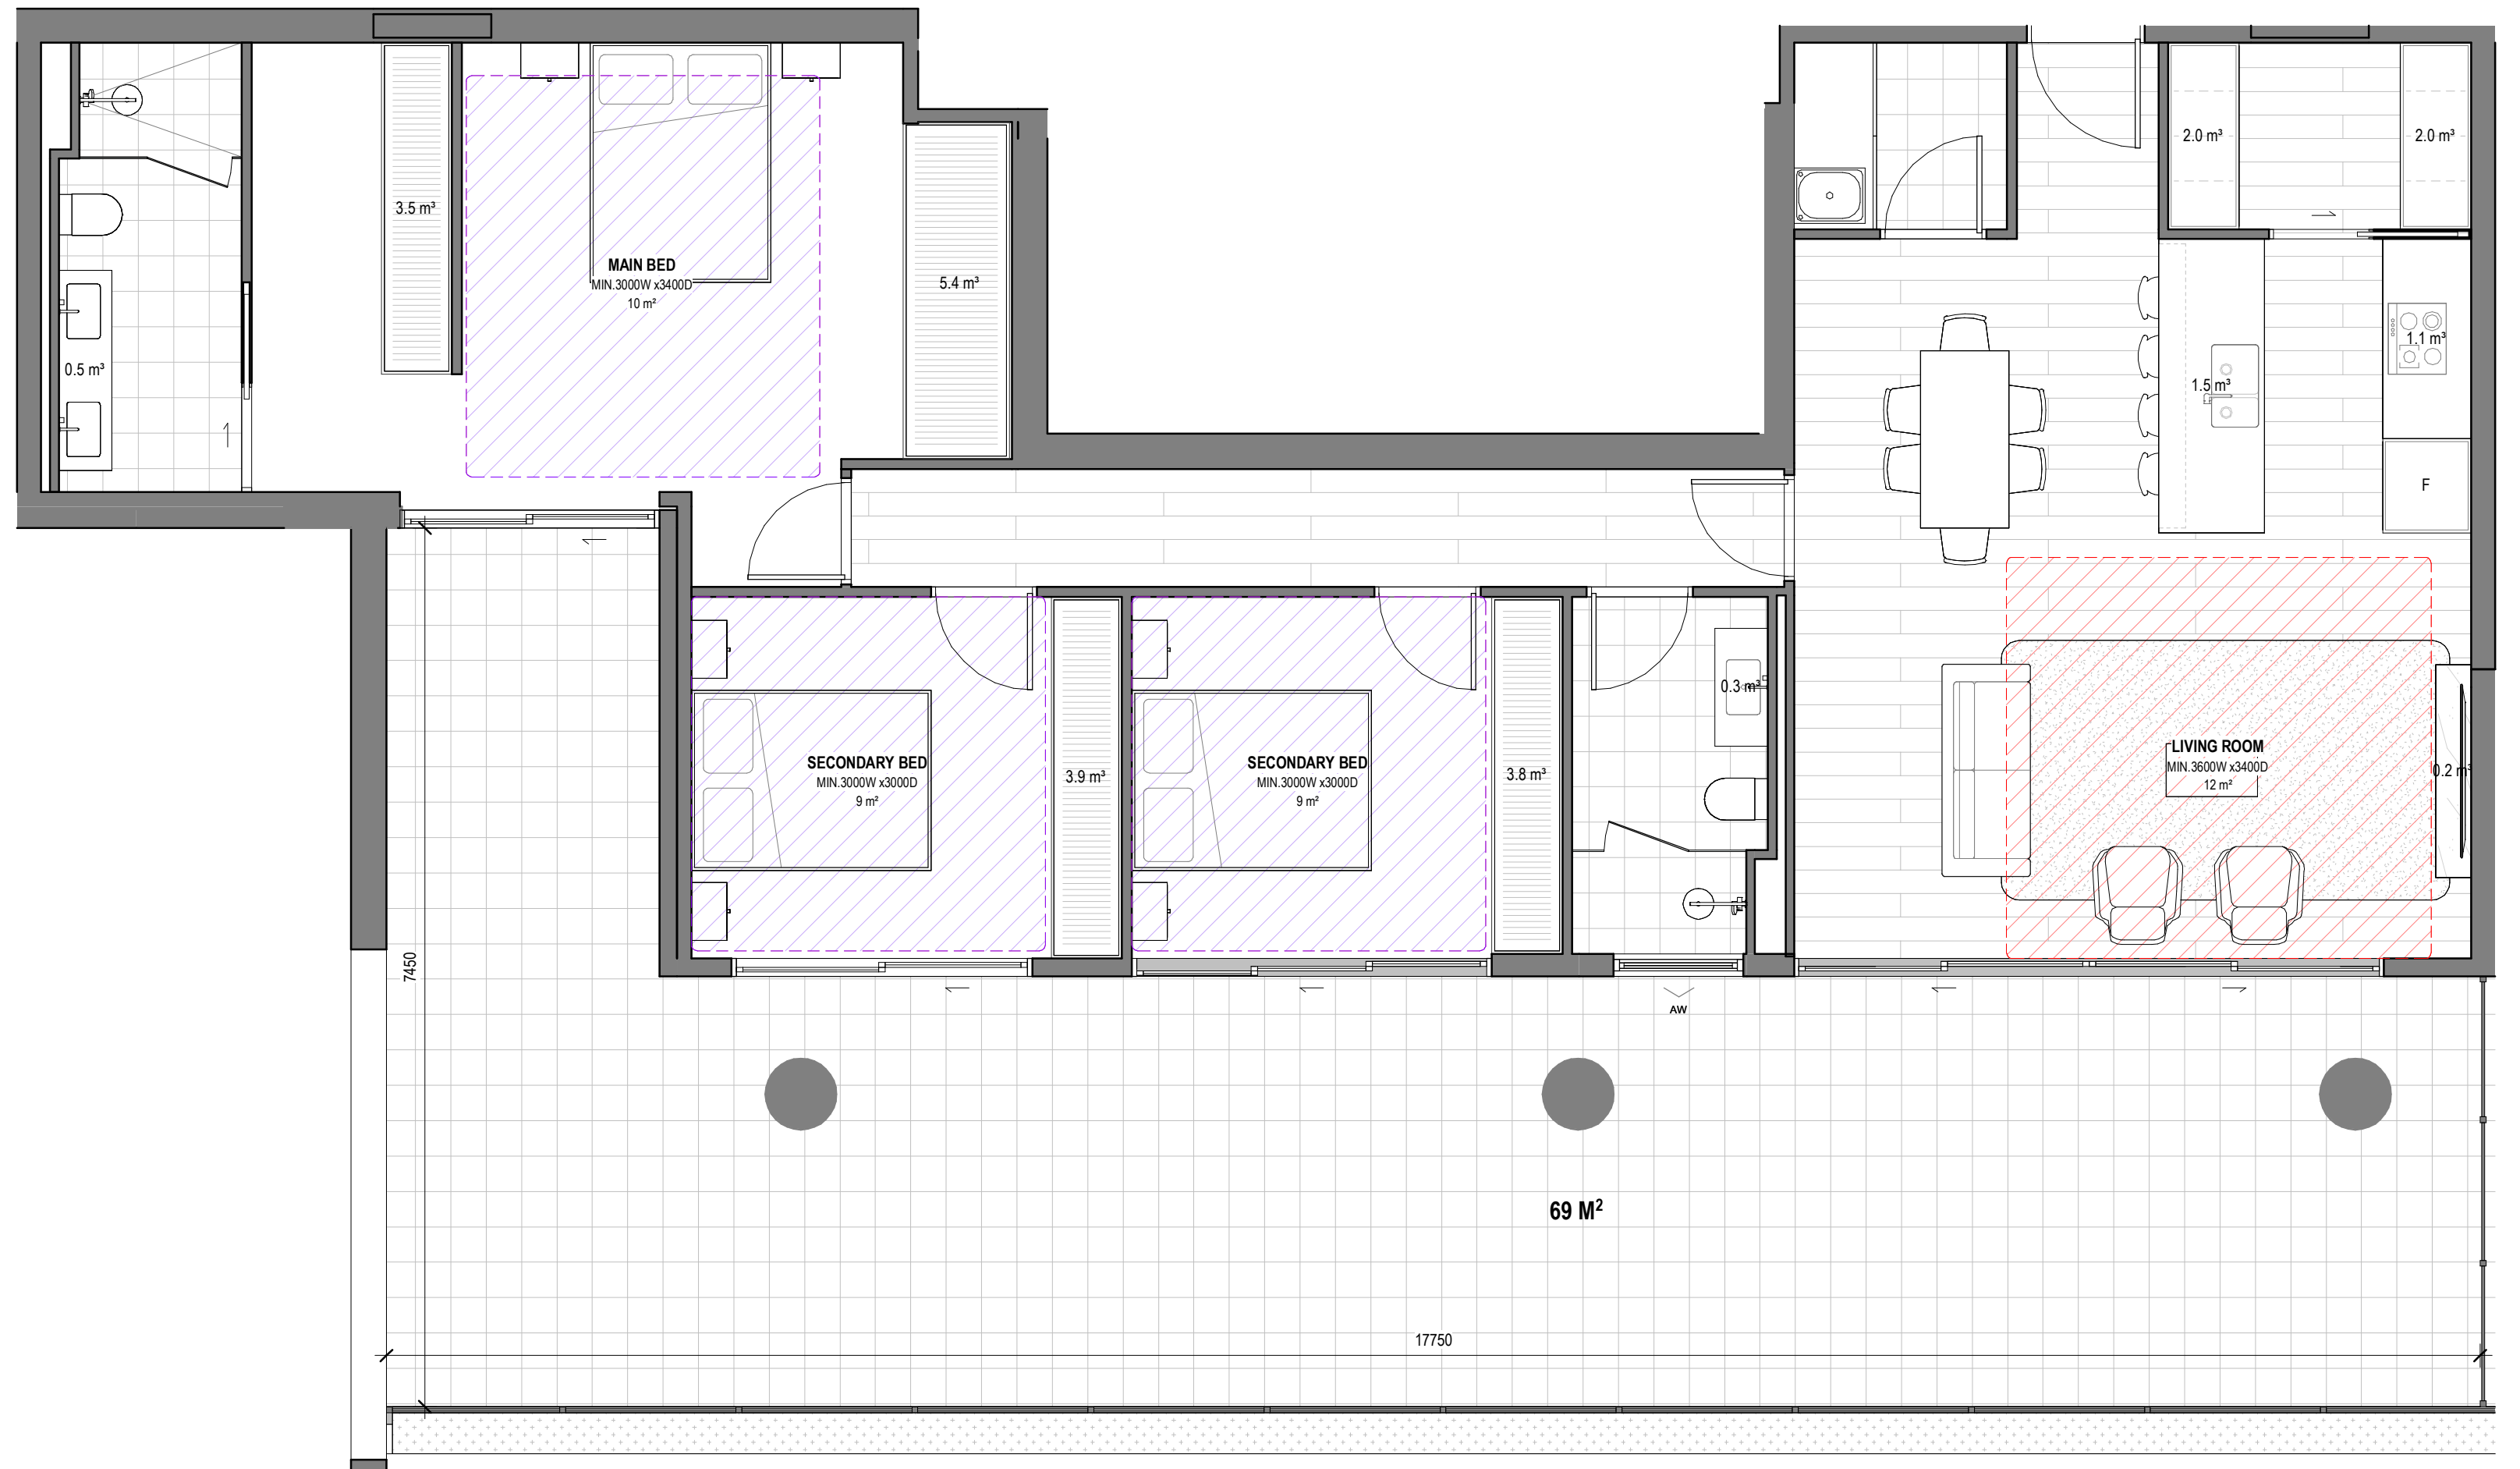 2.0 m³
2.0 m³
3.5 m³
MAIN BED
MIN.3000W x3400D
10 m²
5.4 m³
0.5 m³
1.1 m³
1.5 m³
F
SECONDARY BED
MIN.3000W x3000D
9 m²
3.9 m³
SECONDARY BED
MIN.3000W x3000D
9 m²
3.8 m³
0.3 m³
LIVING ROOM
MIN.3600W x3400D
12 m²
0.2 m³
7450
AW
69 M²
17750